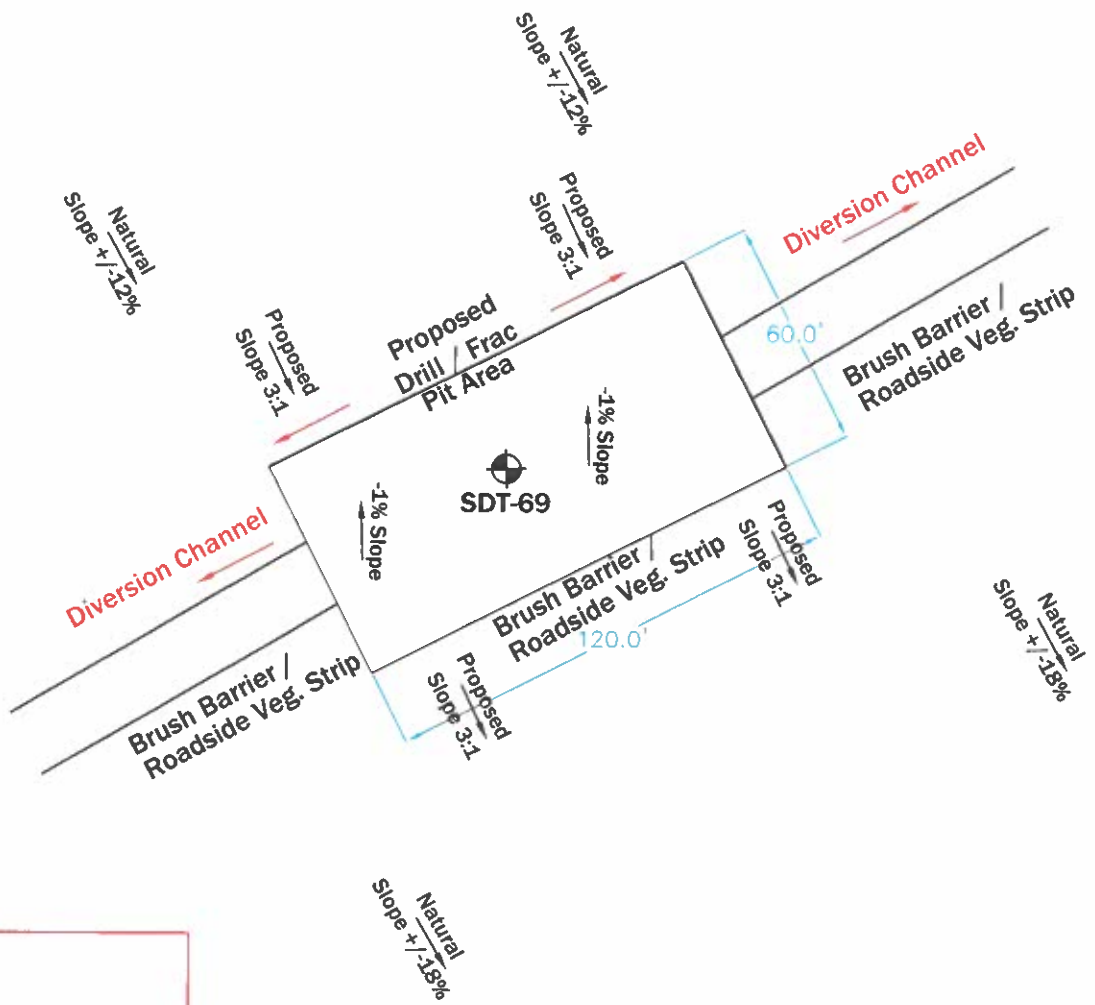 Natural
Slope +/-12%
Natural
Slope +/-12%
Proposed
Slope 3:1
Diversion Channel
Proposed
Slope 3:1
Proposed
Drill / Frac
Pit Area
60.0'
Brush Barrier /
Roadside Veg. Strip
-1% Slope
-1% Slope
SDT-69
Diversion Channel
Proposed
Slope 3:1
Brush Barrier /
Roadside Veg. Strip
120.0'
Natural
Slope +/-18%
Brush Barrier /
Roadside Veg. Strip
Proposed
Slope 3:1
Natural
Slope +/-18%